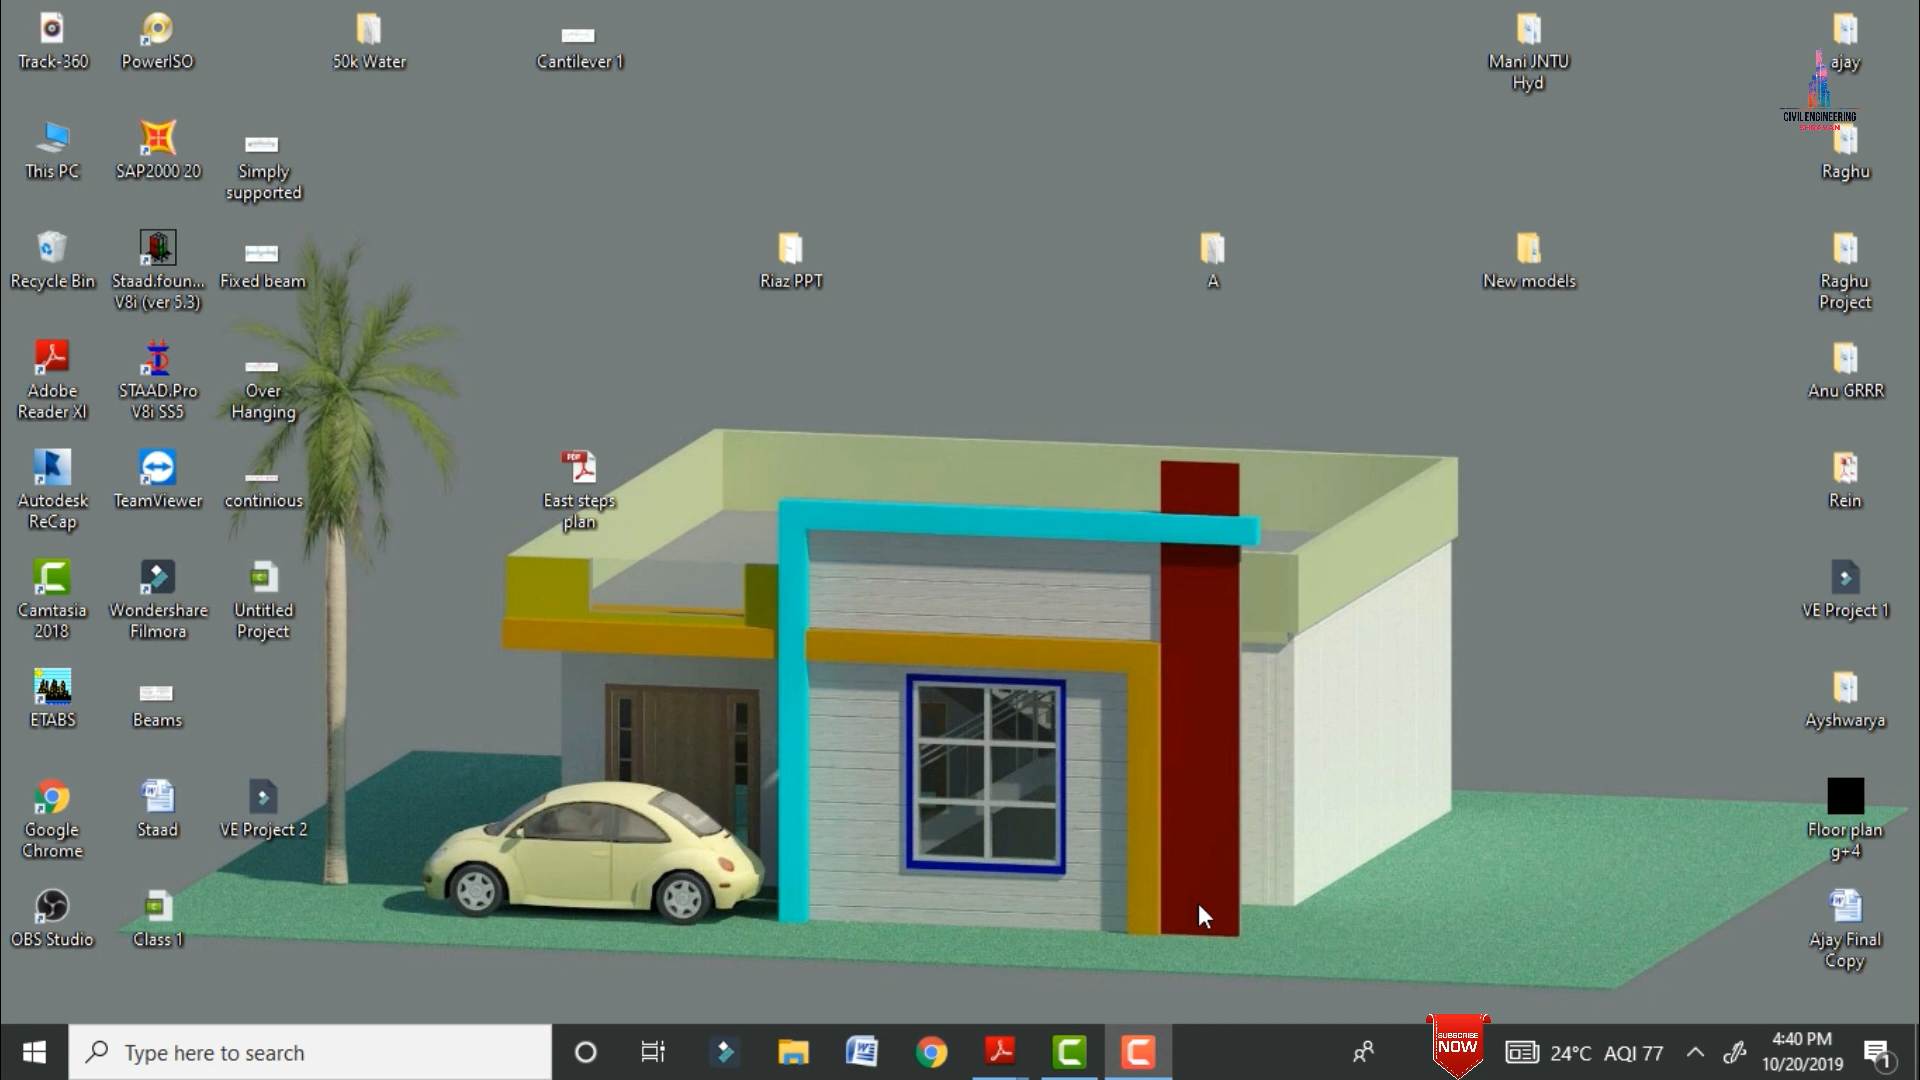 Track-360
PowerISO
50k Water
Cantilever 1
Mani JNTU
Hyd
ajay
CIVIL ENGINEERING
SHRAVAN
This PC
SAP2000 20
Simply
supported
Raghu
Recycle Bin
Staad.foun...
V8i (ver 5.3)
Fixed beam
Riaz PPT
A
New models
Raghu
Project
Adobe
Reader XI
STAAD.Pro
V8i SS5
Over
Hanging
Anu GRRR
Autodesk
ReCap
TeamViewer
continious
PDF
East steps
plan
Rein
Camtasia
2018
Wondershare
Filmora
Untitled
Project
VE Project 1
ETABS
Beams
Ayshwarya
Google
Chrome
Staad
VE Project 2
Floor plan
g+4
OBS Studio
Class 1
Ajay Final
Copy
Type here to search
SUBSCRIBE
NOW
24°C AQI 77
4:40 PM
10/20/2019
1